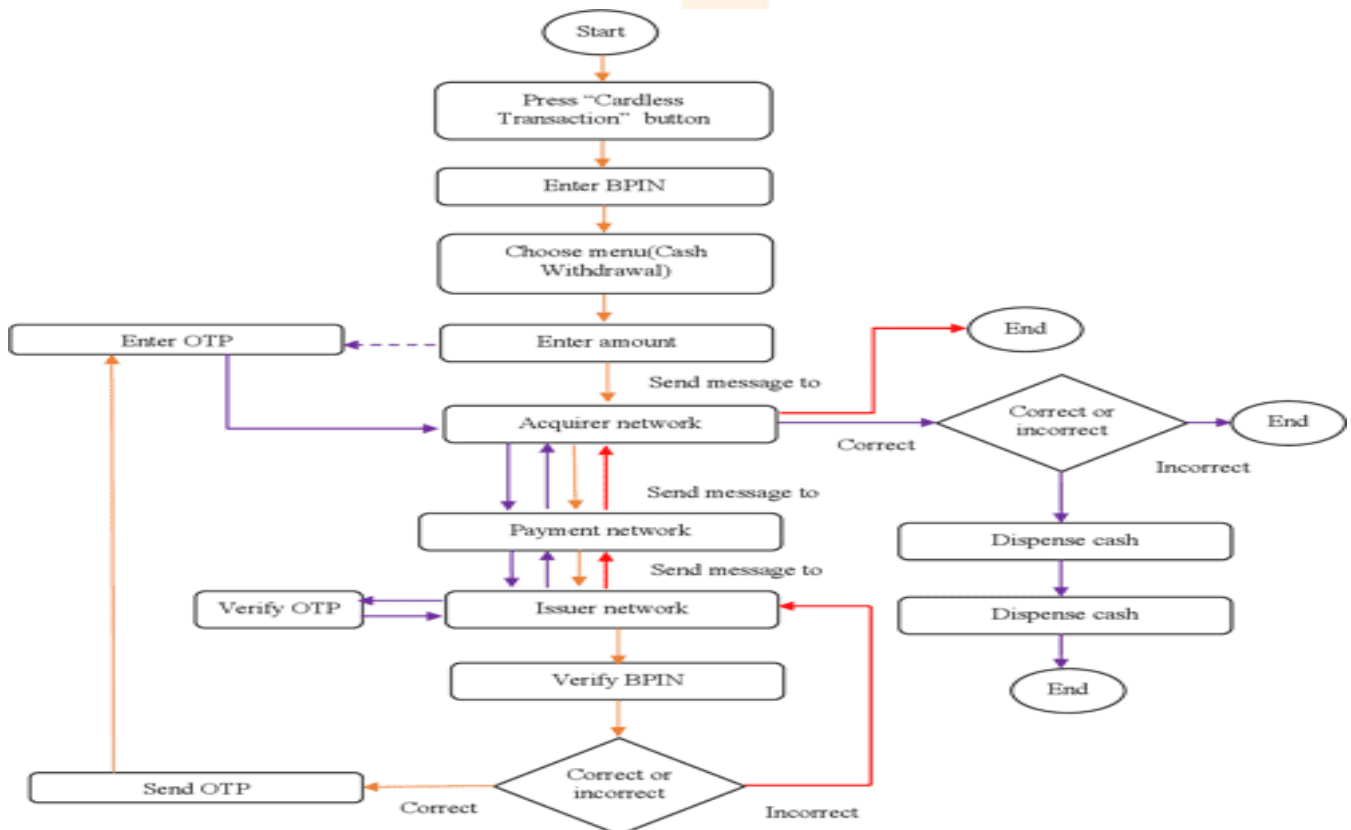 Start
Press “Cardless
Transaction” button
Enter BPIN
Choose menu(Cash
Withdrawal)
Enter OTP
Enter amount
End
Send message to
Acquirer network
Correct
Correct or
incorrect
Incorrect
End
Send message to
Payment network
Dispense cash
Send message to
Verify OTP
Issuer network
Dispense cash
Verify BPIN
End
Send OTP
Correct
Correct or
incorrect
Incorrect